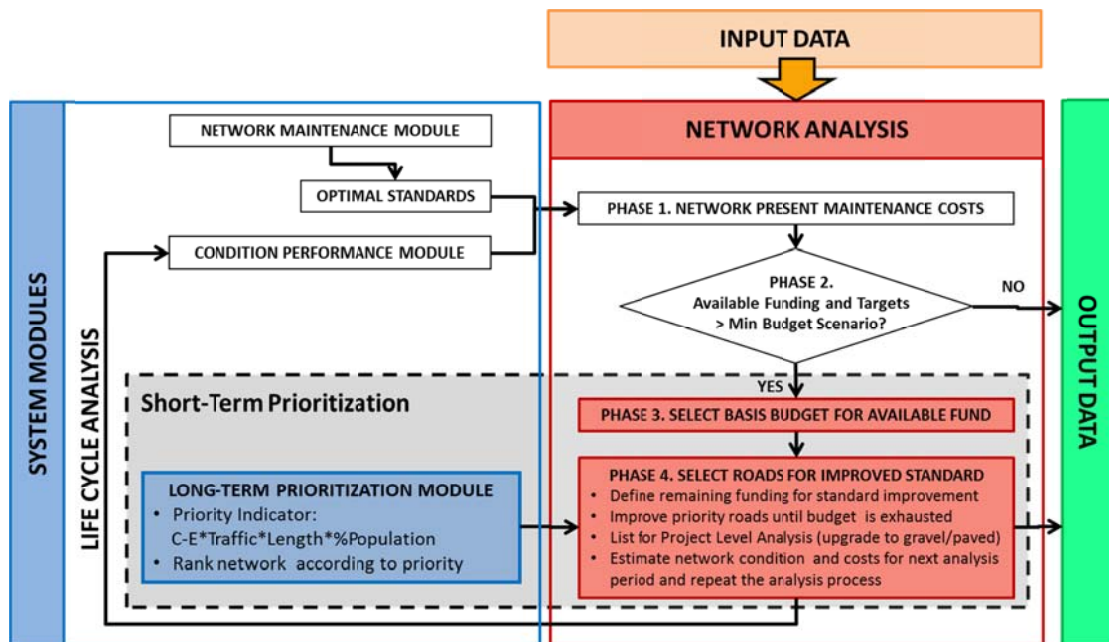 INPUT DATA
SYSTEM MODULES
LIFE CYCLE ANALYSIS
NETWORK MAINTENANCE MODULE
OPTIMAL STANDARDS
CONDITION PERFORMANCE MODULE
NETWORK ANALYSIS
PHASE 1. NETWORK PRESENT MAINTENANCE COSTS
PHASE 2.
Available Funding and Targets
> Min Budget Scenario?
NO
YES
Short-Term Prioritization
PHASE 3. SELECT BASIS BUDGET FOR AVAILABLE FUND
LONG-TERM PRIORITIZATION MODULE
• Priority Indicator:
C-E*Traffic*Length*%Population
• Rank network according to priority
PHASE 4. SELECT ROADS FOR IMPROVED STANDARD
• Define remaining funding for standard improvement
• Improve priority roads until budget is exhausted
• List for Project Level Analysis (upgrade to gravel/paved)
• Estimate network condition and costs for next analysis
period and repeat the aralysis process
OUTPUT DATA